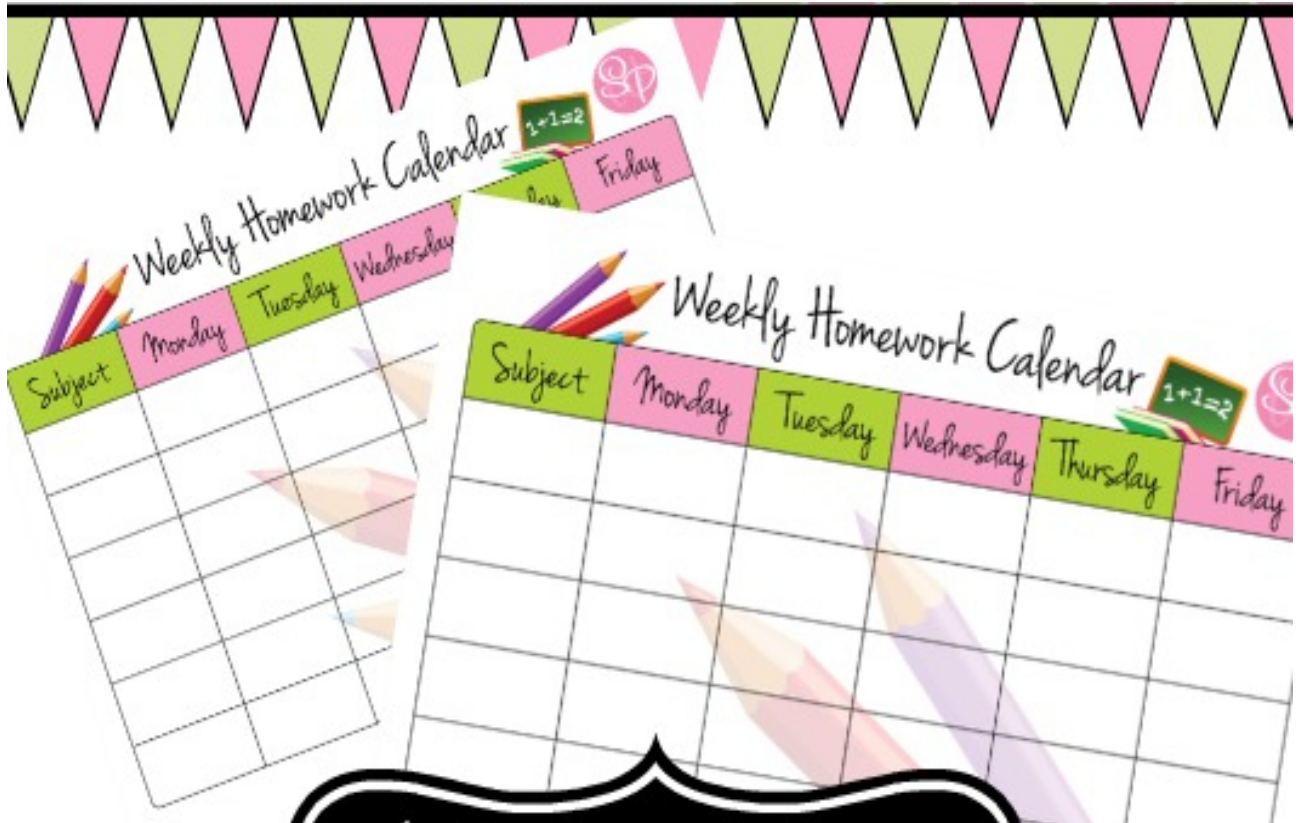 Weekly Homework Calendar
1+1=2
SP
Subject Monday Tuesday Wednesday Friday
Weekly Homework Calendar
1+1=2
Subject Monday Tuesday Wednesday Thursday Friday